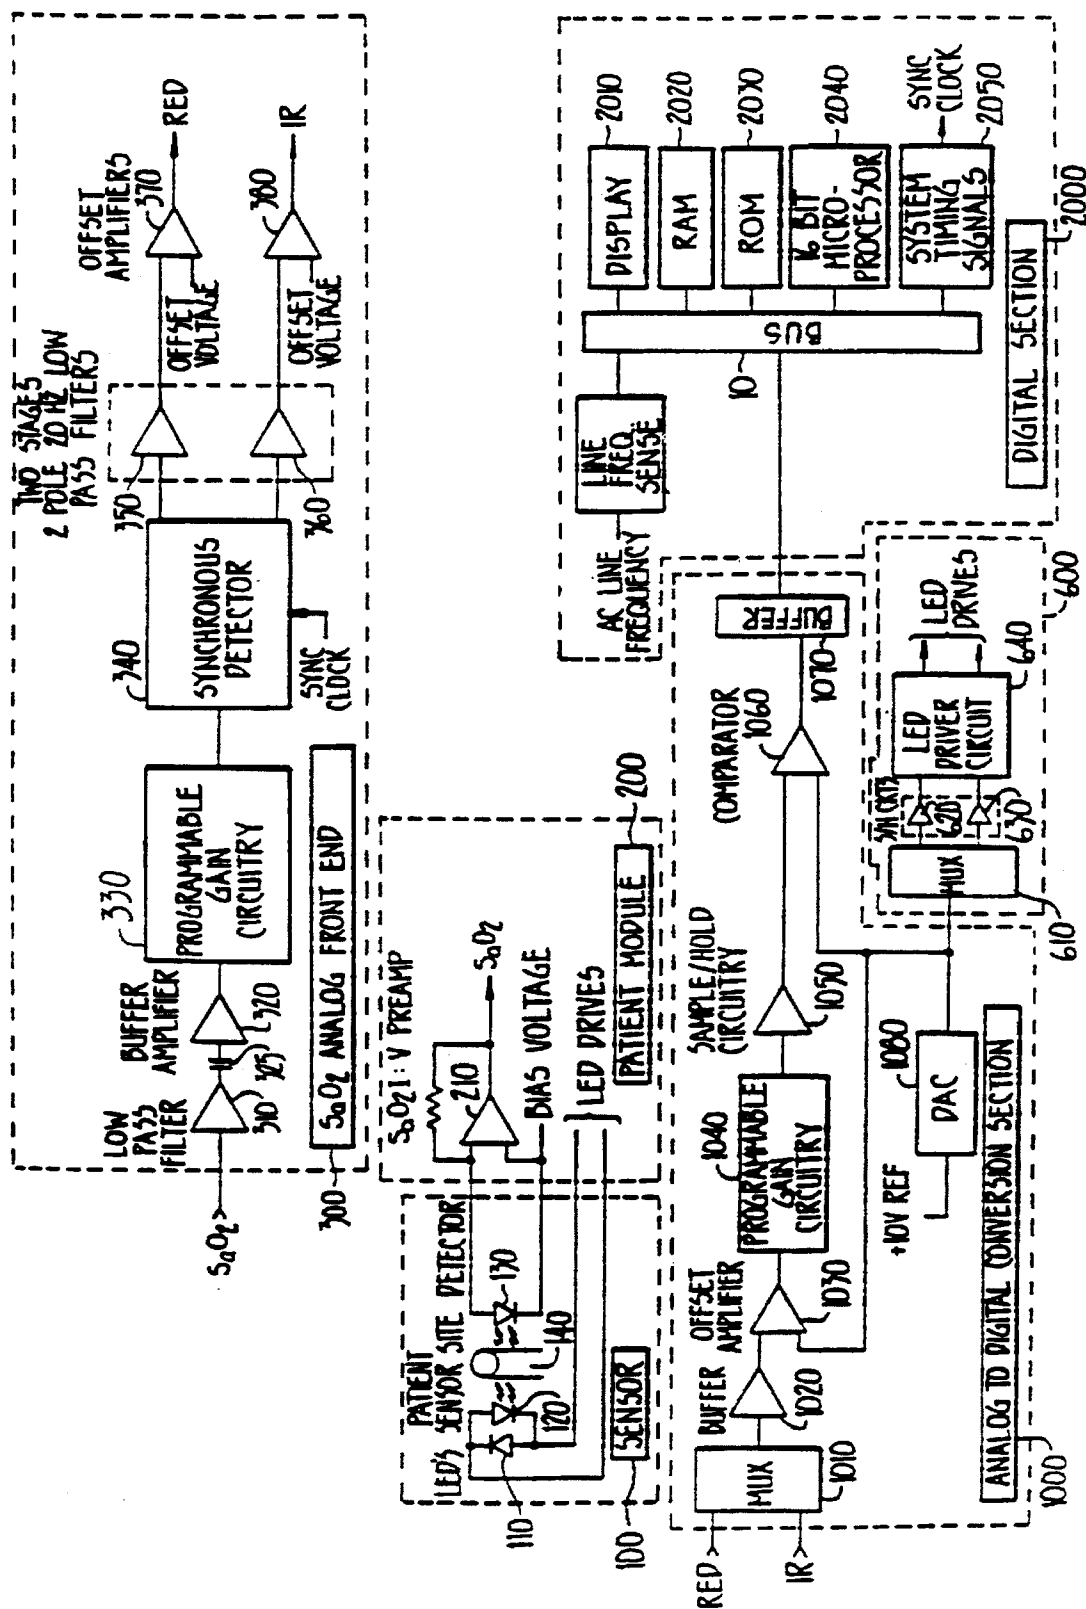 TWO STAGES
2 POLE 20 HZ LOW
PASS FILTERS
OFFSET
AMPLIFIERS
LOW
PASS
FILTER
BUFFER
AMPLIFIER
330
340
350
370
RED
SaO2
310
325
320
PROGRAMMABLE
GAIN
CIRCUITRY
SYNCHRONOUS
DETECTOR
SYNC
CLOCK
360
OFFSET
VOLTAGE
380
IR
OFFSET
VOLTAGE
300
SaO2 ANALOG FRONT END
PATIENT
SENSOR SITE
LED'S
DETECTOR
110
120
130
140
100
SENSOR
SaO2 I:V PREAMP
210
SaO2
BIAS VOLTAGE
LED DRIVES
PATIENT MODULE
200
RED
IR
MUX
1010
BUFFER
1020
OFFSET
AMPLIFIER
1030
1040
PROGRAMMABLE
GAIN
CIRCUITRY
SAMPLE/HOLD
CIRCUITRY
1050
COMPARATOR
1060
BUFFER
1070
+10V REF
DAC
1080
ANALOG TO DIGITAL CONVERSION SECTION
1000
MUX
610
S/H CKTS
620
630
LED
DRIVER
CIRCUIT
640
LED
DRIVES
600
AC LINE
FREQUENCY
LINE
FREQ.
SENSE
10
BUS
DISPLAY
2010
RAM
2020
ROM
2030
16 BIT
MICRO-
PROCESSOR
2040
SYSTEM
TIMING
SIGNALS
2050
SYNC
CLOCK
DIGITAL SECTION
2000